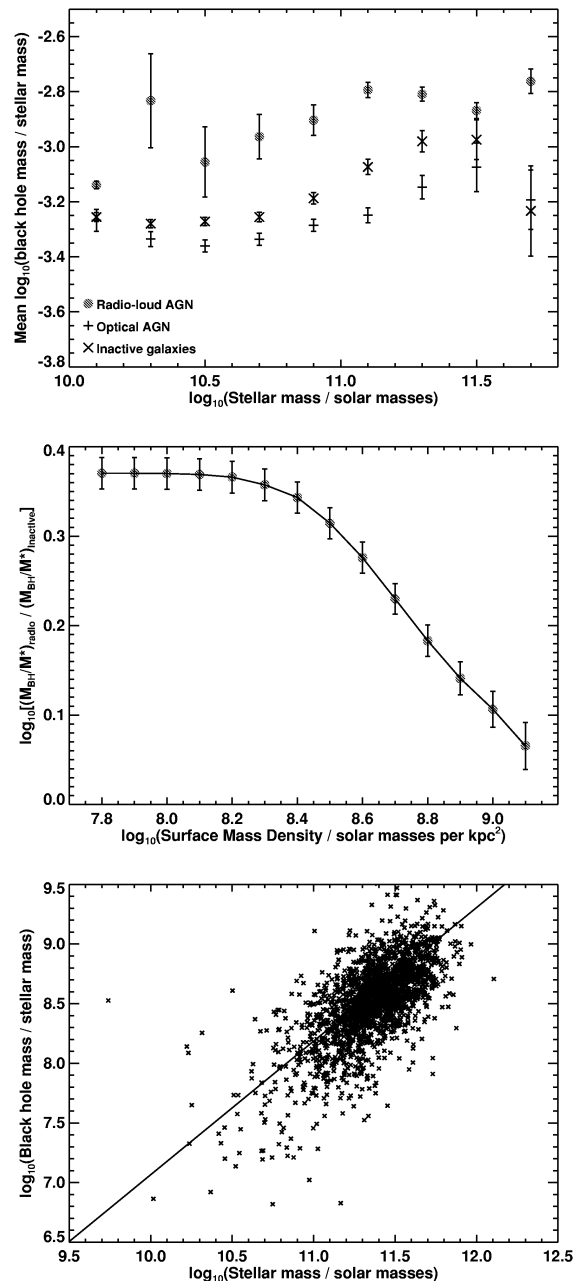 Mean log10(black hole mass / stellar mass)
-2.6
-2.8
-3.0
-3.2
-3.4
-3.6
-3.8
Radio-loud AGN
Optical AGN
Inactive galaxies
10.0 10.5 11.0 11.5
log10(Stellar mass / solar masses)
log10[(MBH/M*)radio / (MBH/M*)inactive]
0.4
0.3
0.2
0.1
0.0
7.8 8.0 8.2 8.4 8.6 8.8 9.0
log10(Surface Mass Density / solar masses per kpc2)
log10(Black hole mass / stellar mass)
9.5
9.0
8.5
8.0
7.5
7.0
6.5
9.5 10.0 10.5 11.0 11.5 12.0 12.5
log10(Stellar mass / solar masses)